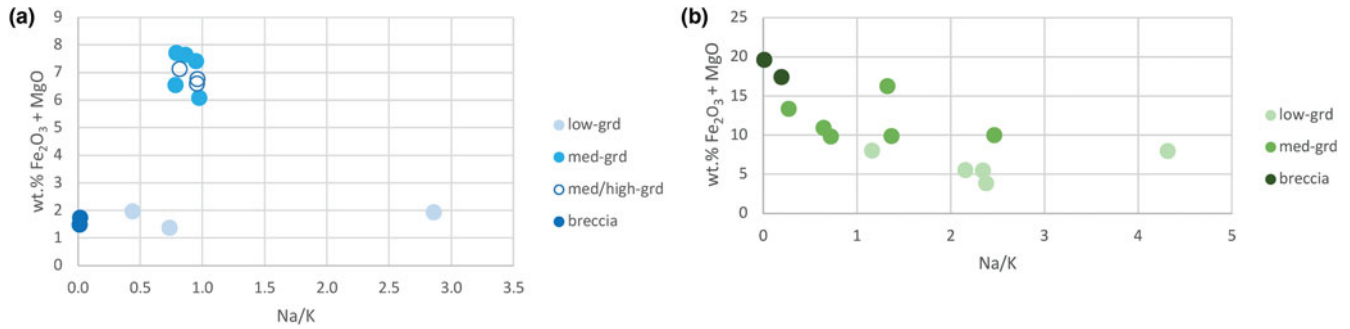 (a)
9
8
7
6
5
4
3
2
1
0
wt.% Fe₂O₃ + MgO
0.0 0.5 1.0 1.5 2.0 2.5 3.0 3.5
Na/K
low-grd
med-grd
med/high-grd
breccia
(b)
25
20
15
10
5
0
wt.% Fe₂O₃ + MgO
0 1 2 3 4 5
Na/K
low-grd
med-grd
breccia